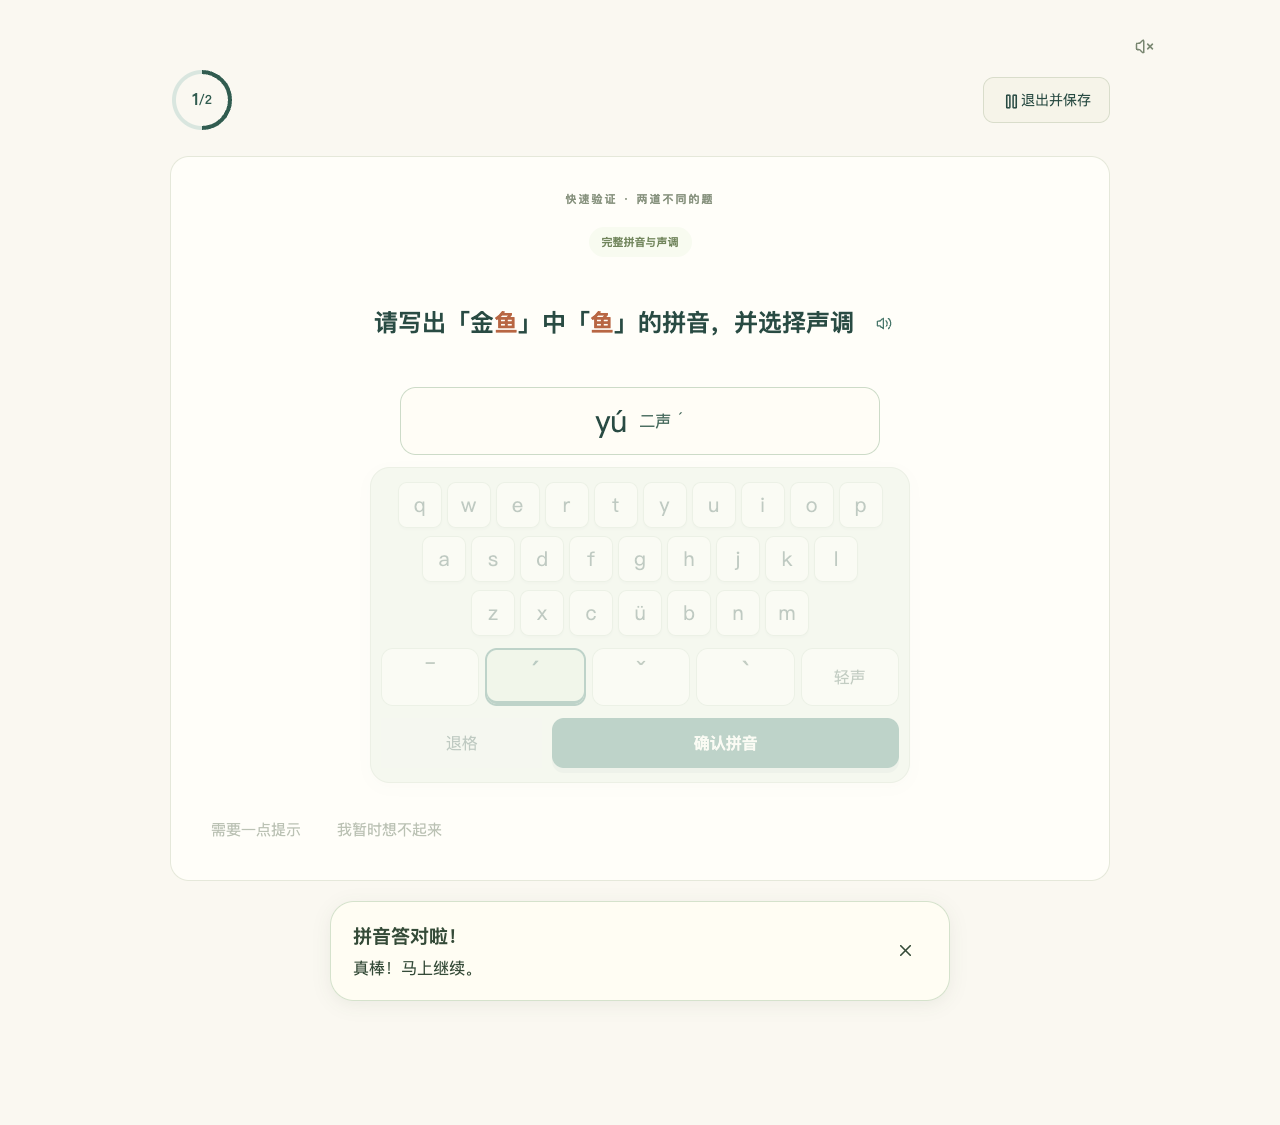 1/2
退出并保存
快速验证 · 两道不同的题
完整拼音与声调
请写出「金鱼」中「鱼」的拼音，并选择声调
yú 二声 ˊ
q w e r t y u i o p
a s d f g h j k l
z x c ü b n m
ˉ ˊ ˇ ˋ 轻声
退格 确认拼音
需要一点提示 我暂时想不起来
拼音答对啦！
真棒！马上继续。